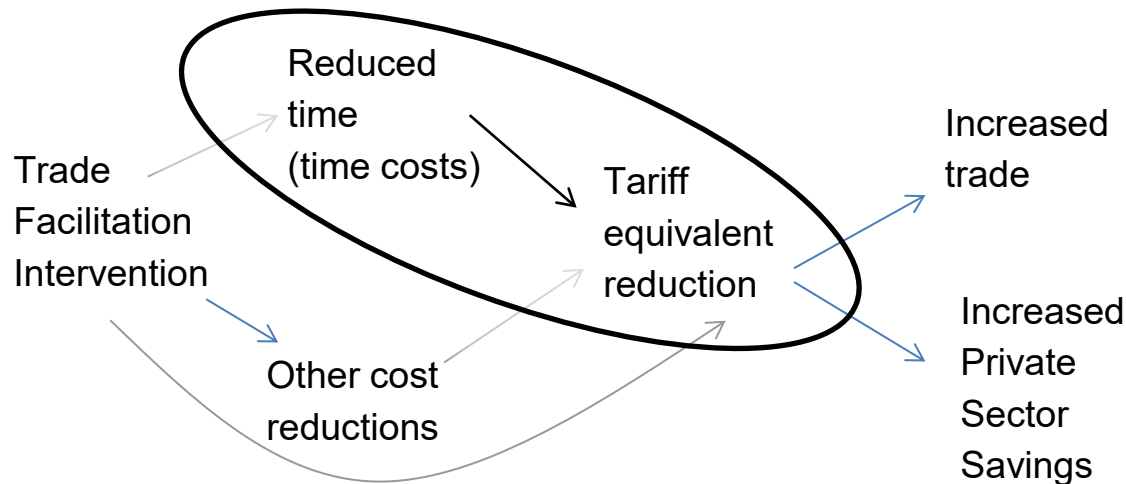 Trade
Facilitation
Intervention
Reduced
time
(time costs)
Other cost
reductions
Tariff
equivalent
reduction
Increased
trade
Increased
Private
Sector
Savings